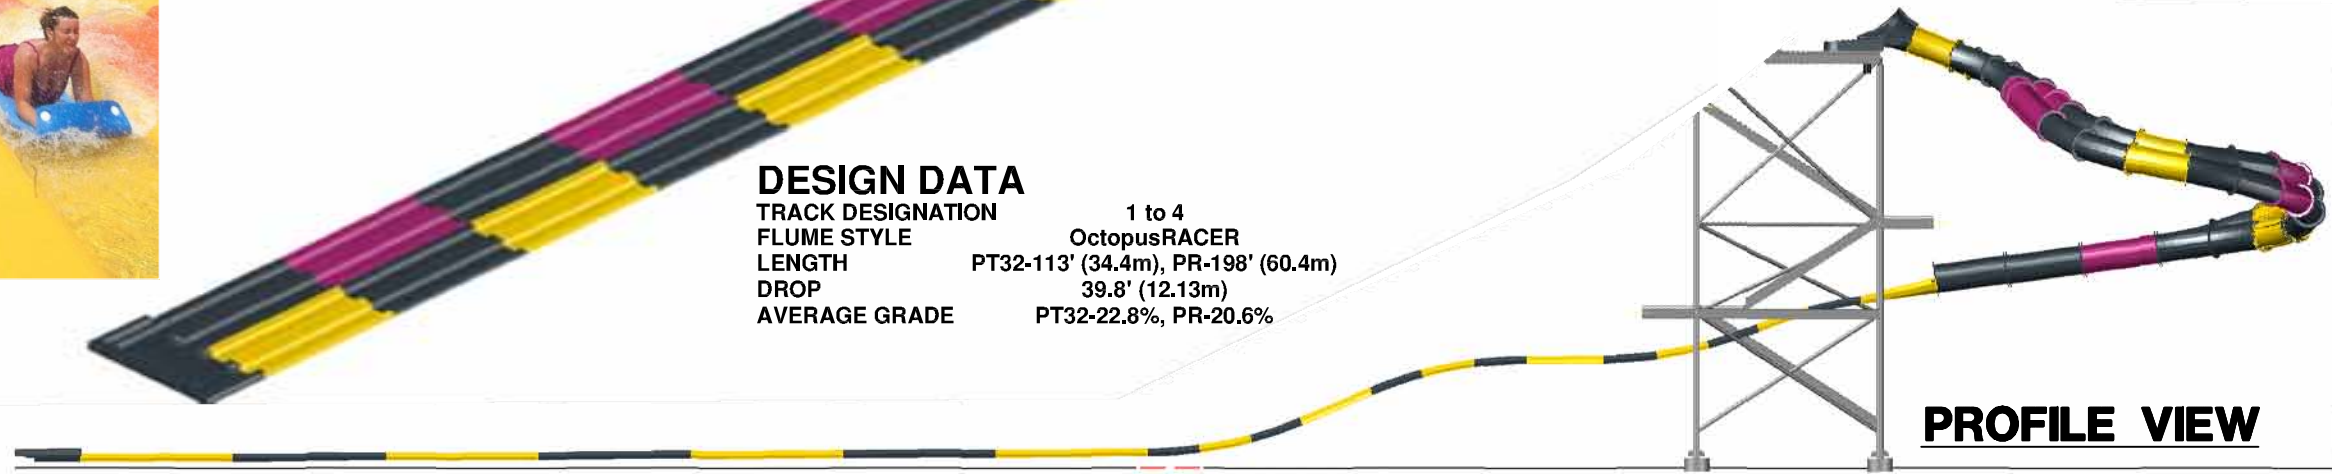 DESIGN DATA
TRACK DESIGNATION 1 to 4
FLUME STYLE OctopusRACER
LENGTH PT32-113' (34.4m), PR-198' (60.4m)
DROP 39.8' (12.13m)
AVERAGE GRADE PT32-22.8%, PR-20.6%
PROFILE VIEW